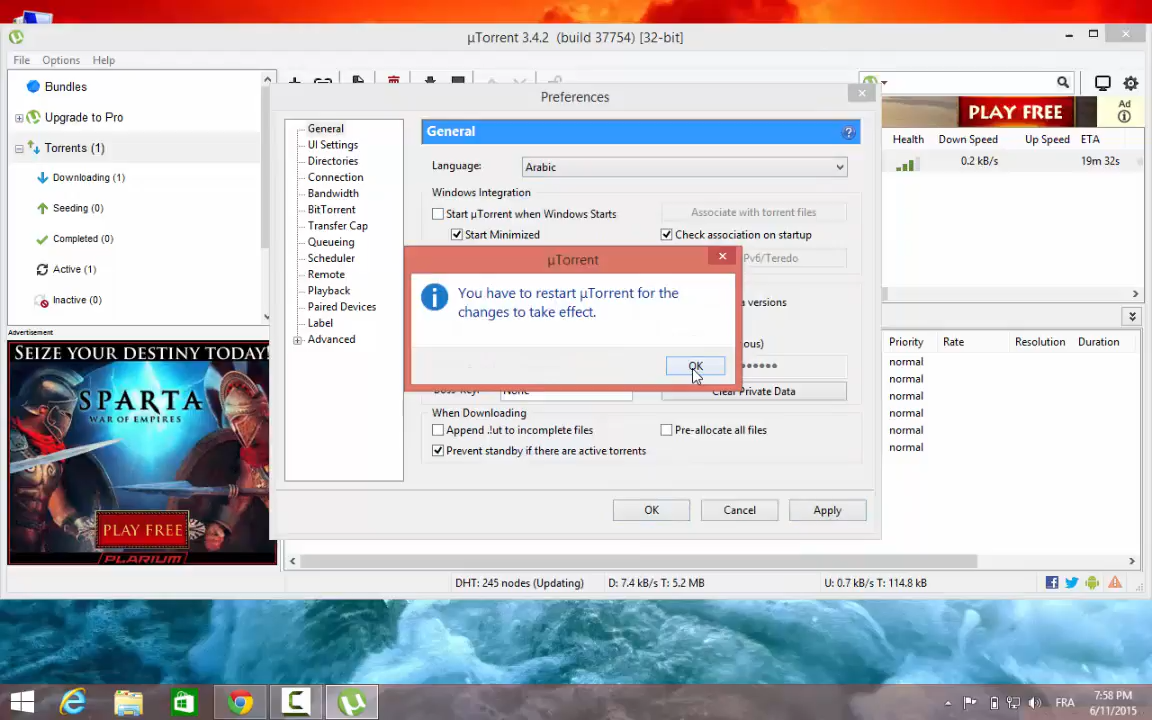 µTorrent 3.4.2 (build 37754) [32-bit]
File Options Help
Bundles
Upgrade to Pro
Torrents (1)
Downloading (1)
Seeding (0)
Completed (0)
Active (1)
Inactive (0)
Advertisement
SEIZE YOUR DESTINY TODAY!
SPARTA
WAR OF EMPIRES
PLAY FREE
PLARIUM
Preferences
General
UI Settings
Directories
Connection
Bandwidth
BitTorrent
Transfer Cap
Queueing
Scheduler
Remote
Playback
Paired Devices
Label
Advanced
General
Language: Arabic
Windows Integration
Start µTorrent when Windows Starts
Associate with torrent files
Start Minimized
Check association on startup
Pv6/Teredo
a versions
ous)
None
Clear Private Data
When Downloading
Append .!ut to incomplete files
Pre-allocate all files
Prevent standby if there are active torrents
OK Cancel Apply
µTorrent
You have to restart µTorrent for the
changes to take effect.
OK
PLAY FREE
Ad
Health Down Speed Up Speed ETA
0.2 kB/s 19m 32s
Priority Rate Resolution Duration
normal
normal
normal
normal
normal
normal
DHT: 245 nodes (Updating) D: 7.4 kB/s T: 5.2 MB U: 0.7 kB/s T: 114.8 kB
FRA
7:58 PM
6/11/2015